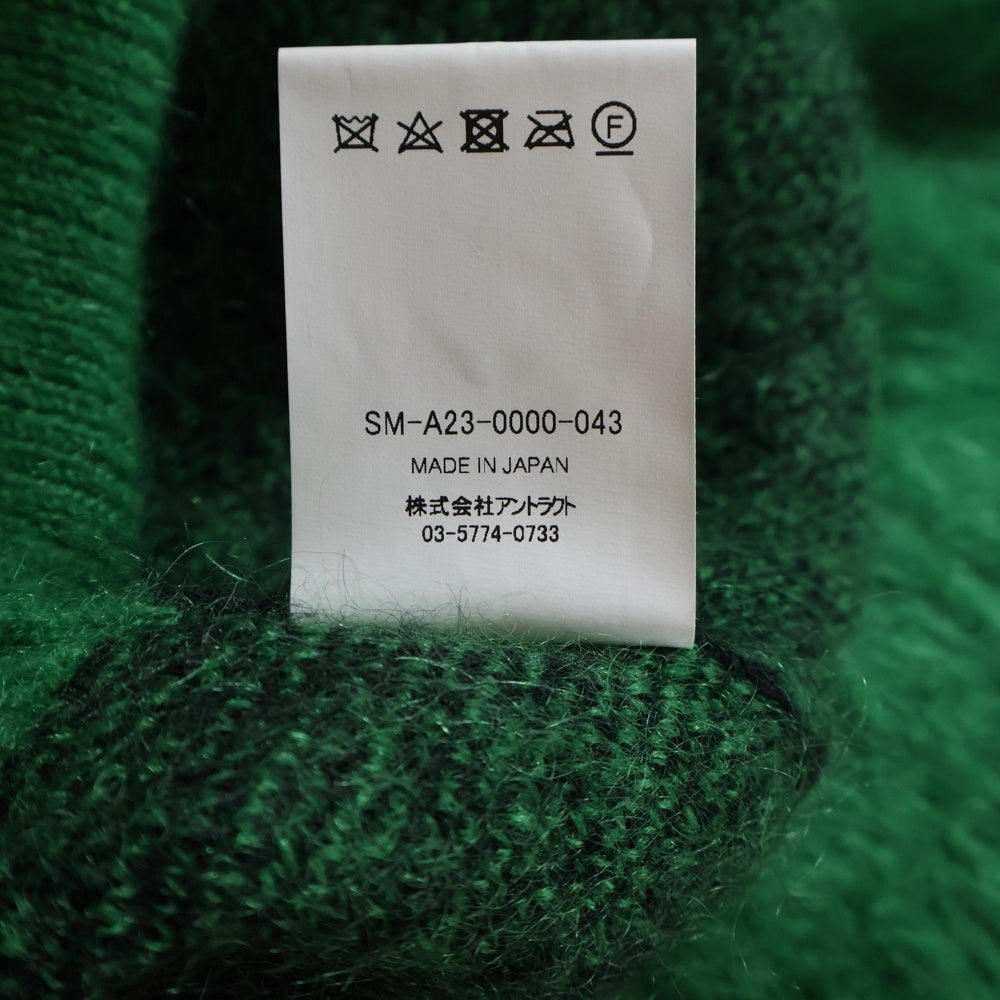 F
SM-A23-0000-043
MADE IN JAPAN
株式会社アントラクト
03-5774-0733